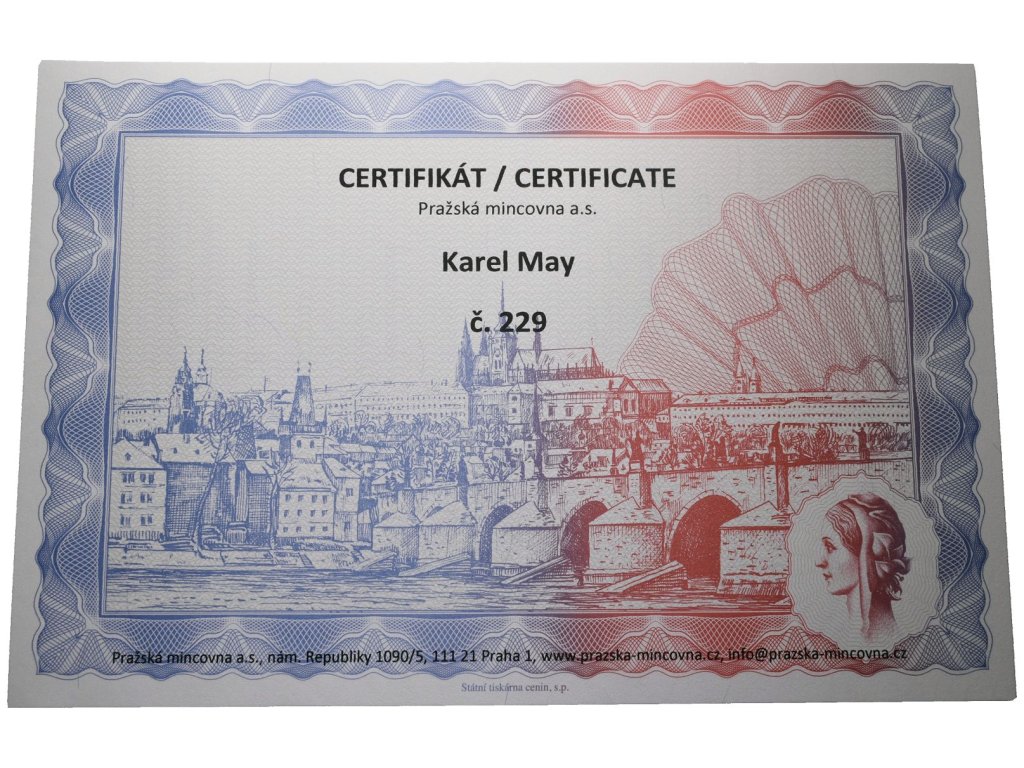 CERTIFIKÁT / CERTIFICATE
Pražská mincovna a.s.
Karel May
č. 229
Pražská mincovna a.s., nám. Republiky 1090/5, 111 21 Praha 1, www.prazska-mincovna.cz, info@prazska-mincovna.cz
Státní tiskárna cenin, s.p.